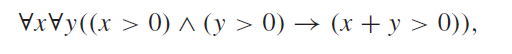 ∀x∀y((x > 0) ∧ (y > 0) → (x + y > 0)),